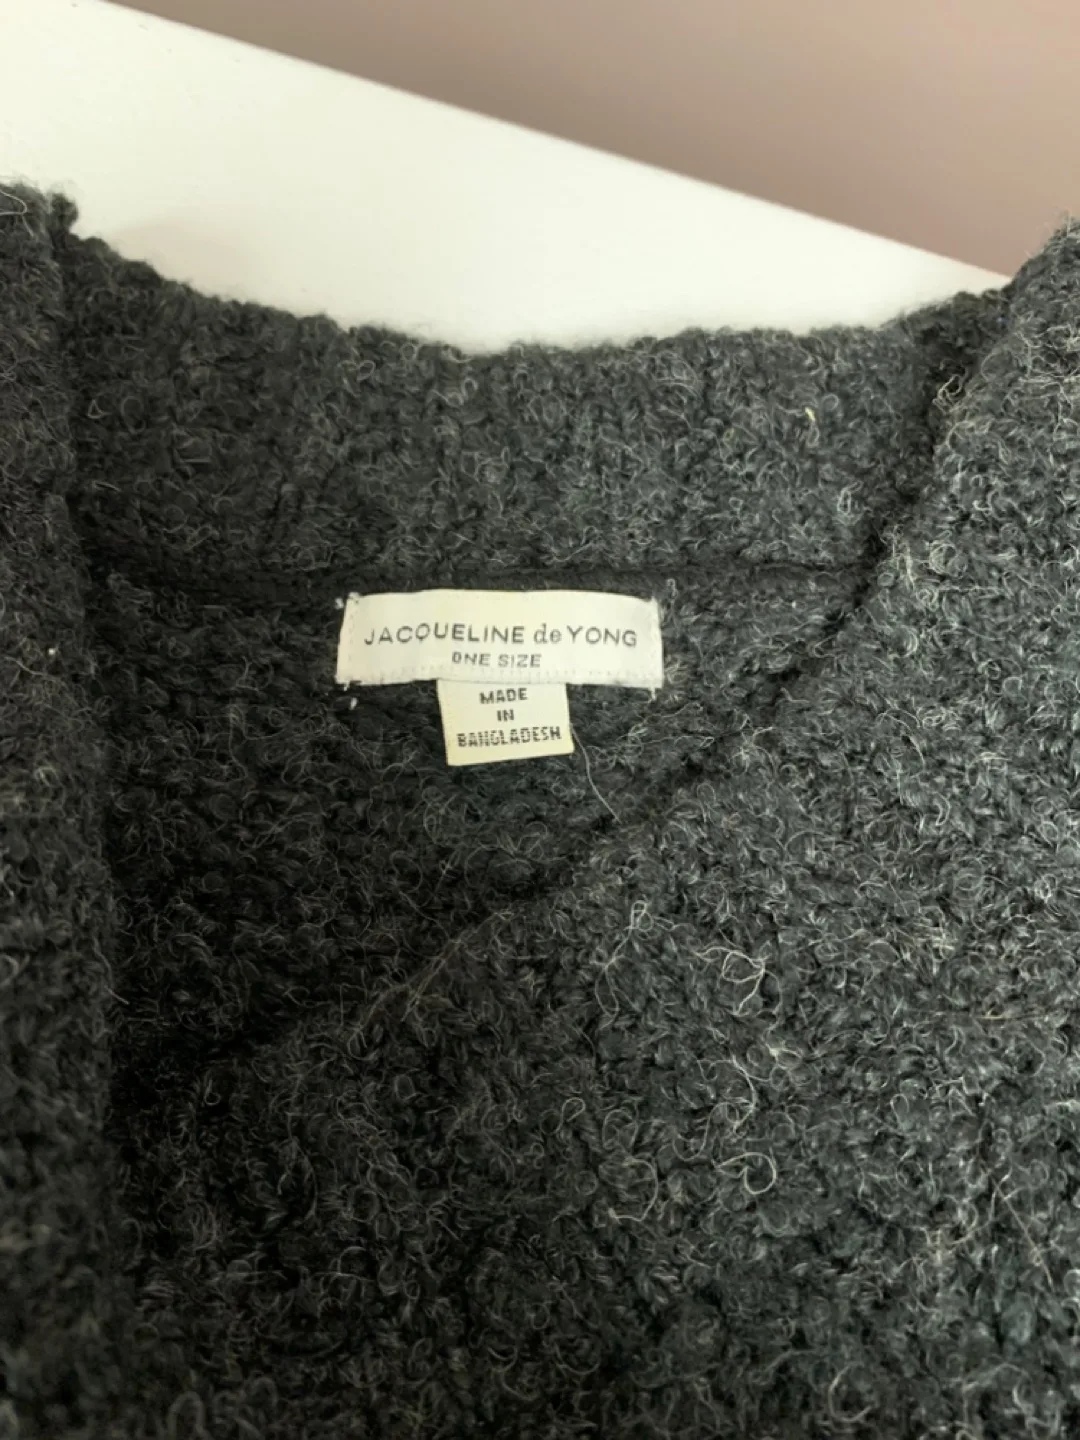 JACQUELINE de YONG
ONE SIZE
MADE
IN
BANGLADESH